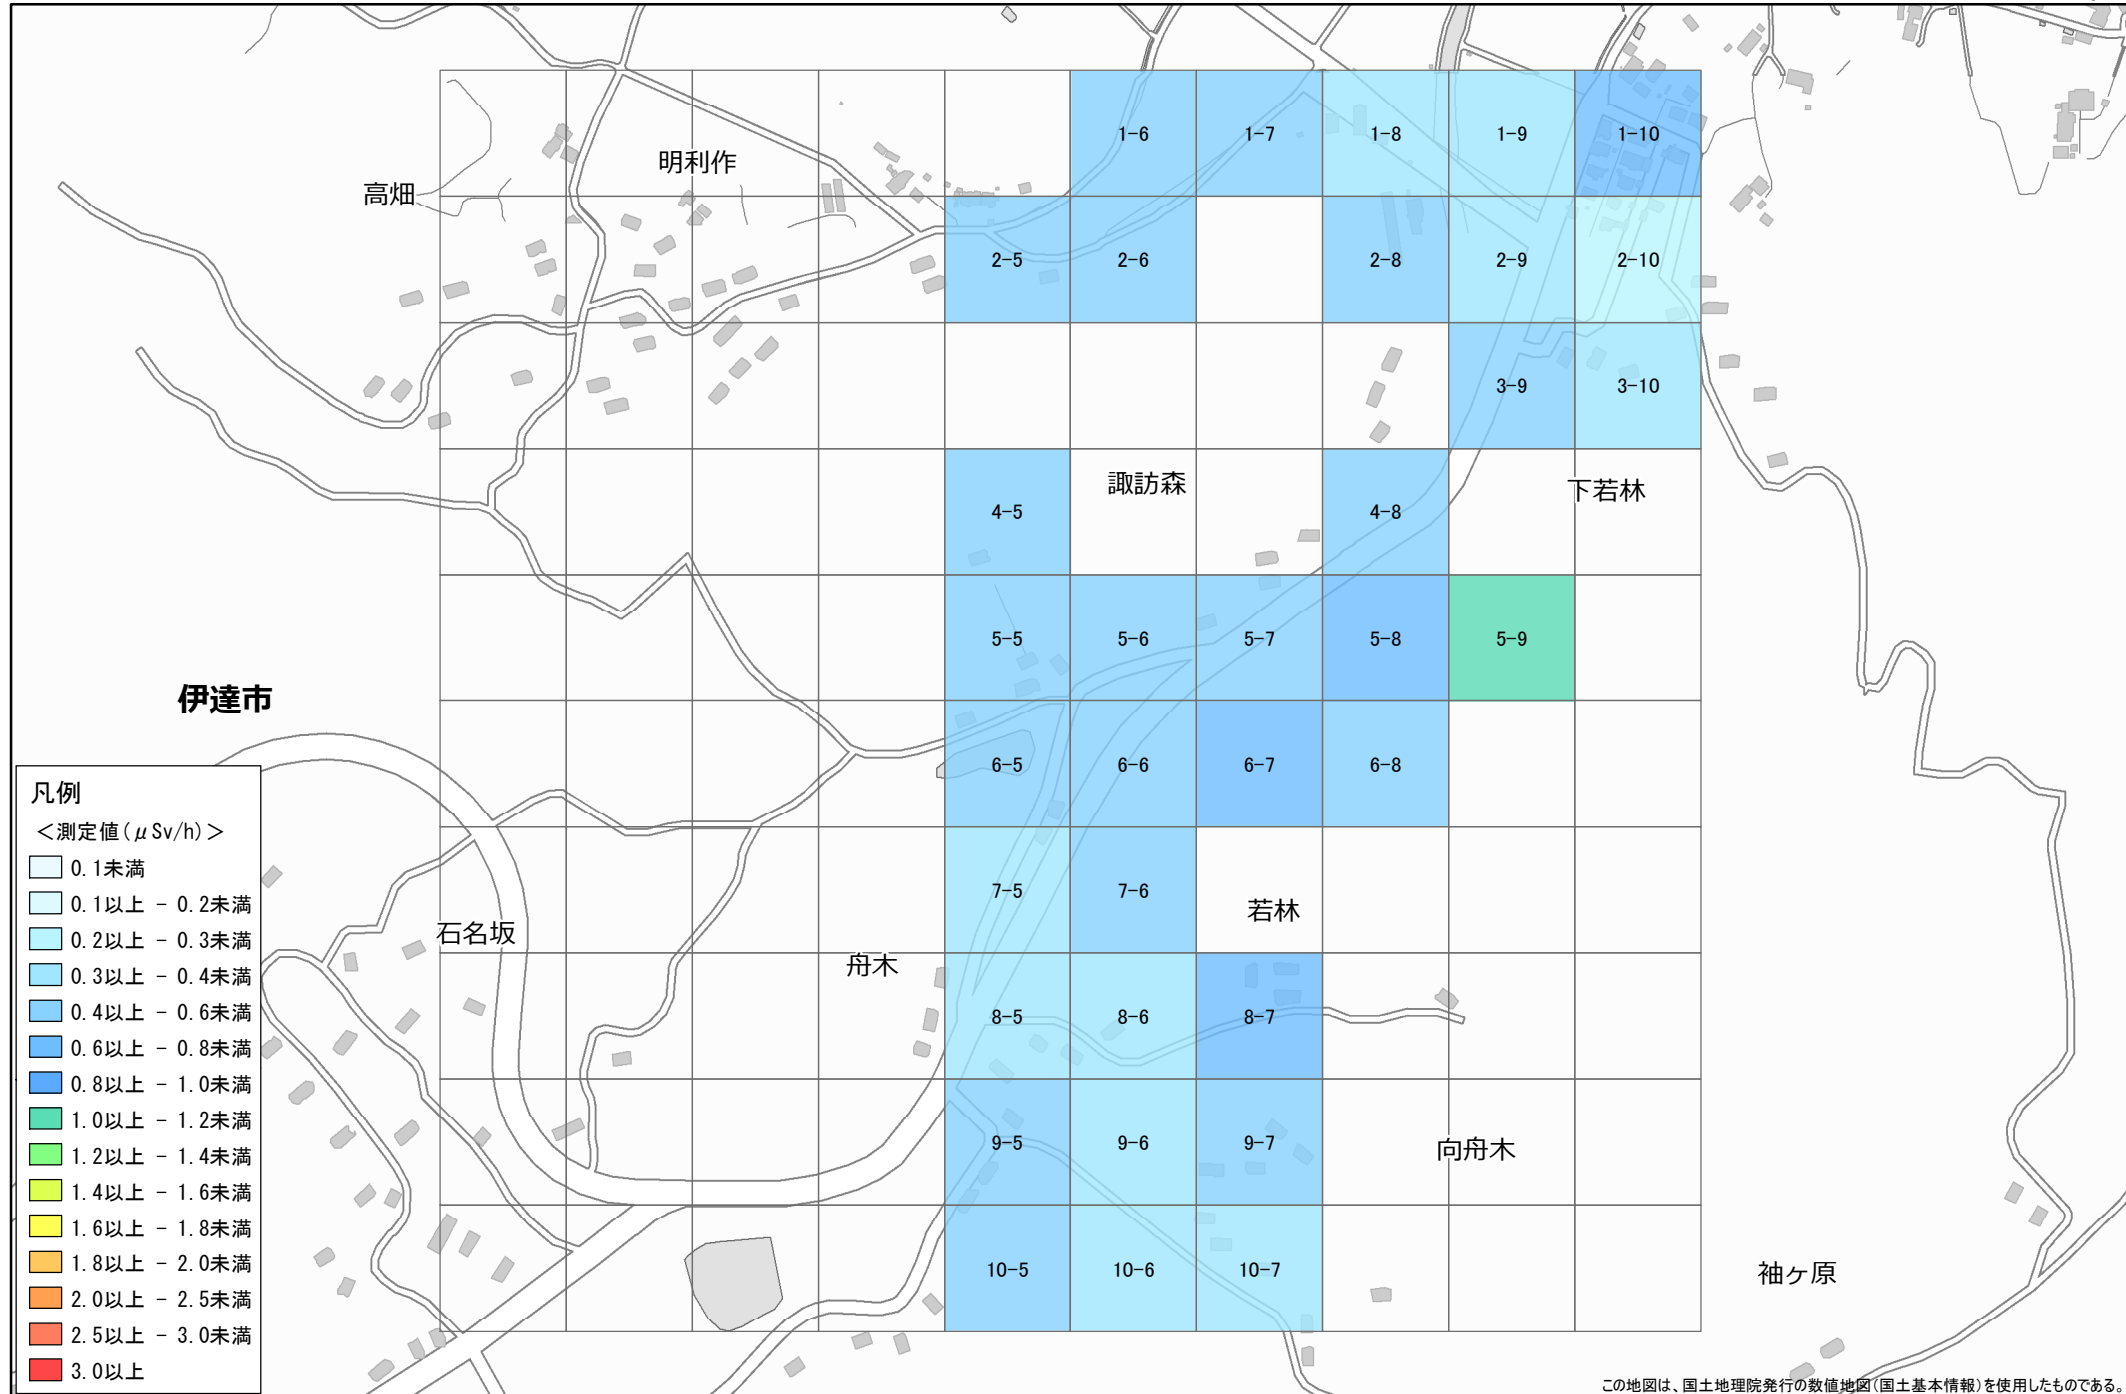 1-6 1-7 1-8 1-9 1-10
明利作
高畑
2-5 2-6 2-8 2-9 2-10
3-9 3-10
諏訪森
下若林
4-5 4-8
5-5 5-6 5-7 5-8 5-9
伊達市
6-5 6-6 6-7 6-8
7-5 7-6
若林
石名坂
舟木
8-5 8-6 8-7
9-5 9-6 9-7
向舟木
10-5 10-6 10-7
袖ヶ原
凡例
＜測定値(μSv/h)＞
0.1未満
0.1以上 - 0.2未満
0.2以上 - 0.3未満
0.3以上 - 0.4未満
0.4以上 - 0.6未満
0.6以上 - 0.8未満
0.8以上 - 1.0未満
1.0以上 - 1.2未満
1.2以上 - 1.4未満
1.4以上 - 1.6未満
1.6以上 - 1.8未満
1.8以上 - 2.0未満
2.0以上 - 2.5未満
2.5以上 - 3.0未満
3.0以上
この地図は、国土地理院発行の数値地図(国土基本情報)を使用したものである。